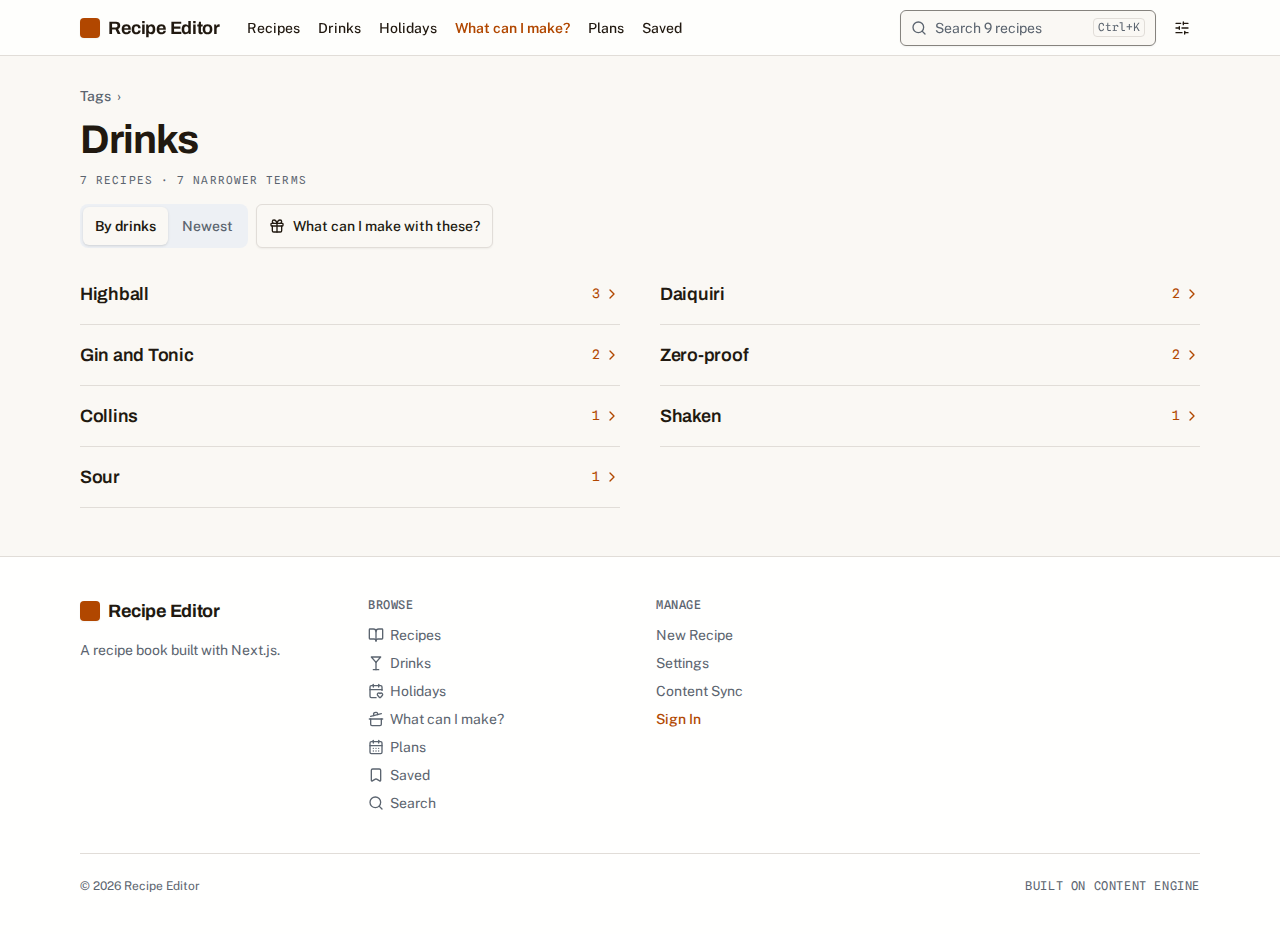 Recipe Editor
Recipes
Drinks
Holidays
What can I make?
Plans
Saved
Search 9 recipes
Ctrl+K
Tags ›
Drinks
7 RECIPES · 7 NARROWER TERMS
By drinks
Newest
What can I make with these?
Highball 3
Daiquiri 2
Gin and Tonic 2
Zero-proof 2
Collins 1
Shaken 1
Sour 1
Recipe Editor
A recipe book built with Next.js.
BROWSE
Recipes
Drinks
Holidays
What can I make?
Plans
Saved
Search
MANAGE
New Recipe
Settings
Content Sync
Sign In
© 2026 Recipe Editor
BUILT ON CONTENT ENGINE